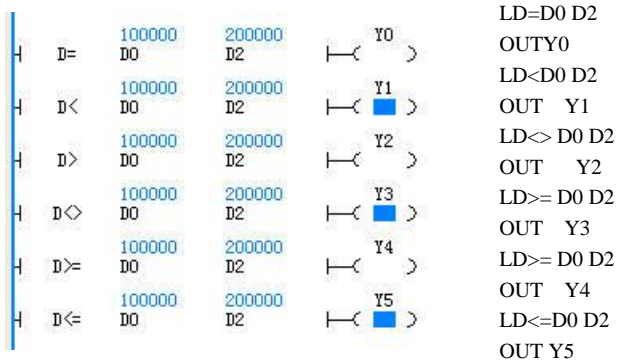 100000 200000 Y0
D= D0 D2
100000 200000 Y1
D< D0 D2
100000 200000 Y2
D> D0 D2
100000 200000 Y3
D<> D0 D2
100000 200000 Y4
D>= D0 D2
100000 200000 Y5
D<= D0 D2
LD=D0 D2
OUTY0
LD<D0 D2
OUT Y1
LD<> D0 D2
OUT Y2
LD>= D0 D2
OUT Y3
LD>= D0 D2
OUT Y4
LD<=D0 D2
OUT Y5